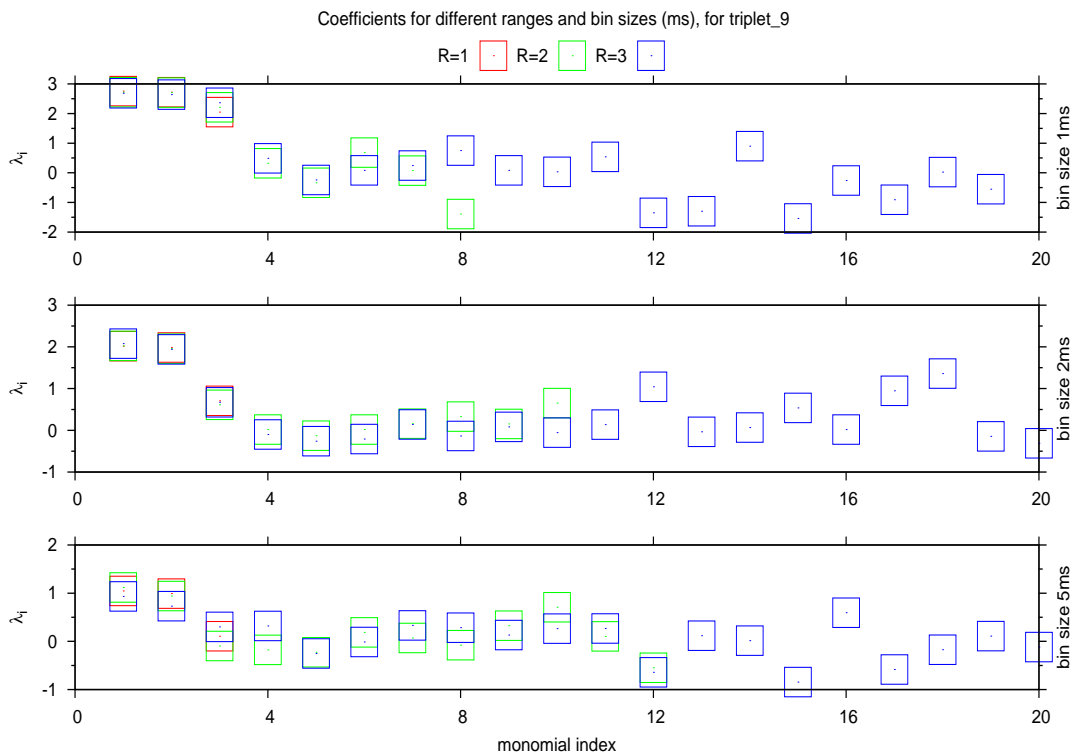 Coefficients for different ranges and bin sizes (ms), for triplet_9
R=1 R=2 R=3
3
2
1
0
-1
-2
λi
bin size 1ms
0 4 8 12 16 20
3
2
1
0
-1
λi
bin size 2ms
0 4 8 12 16 20
2
1
0
-1
λi
bin size 5ms
0 4 8 12 16 20
monomial index